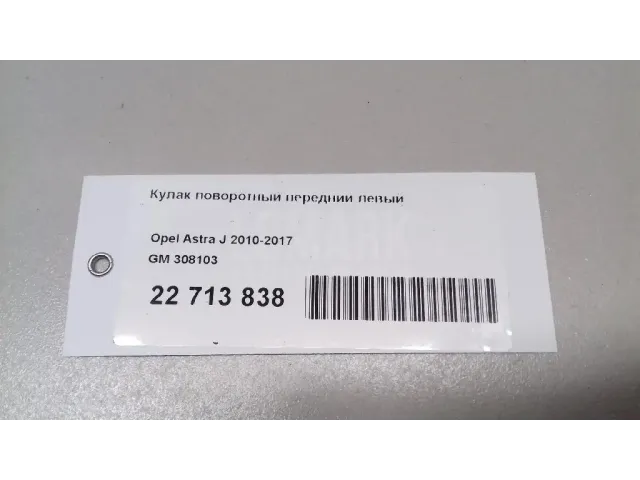 Кулак поворотный передний левый
Opel Astra J 2010-2017
GM 308103
22 713 838